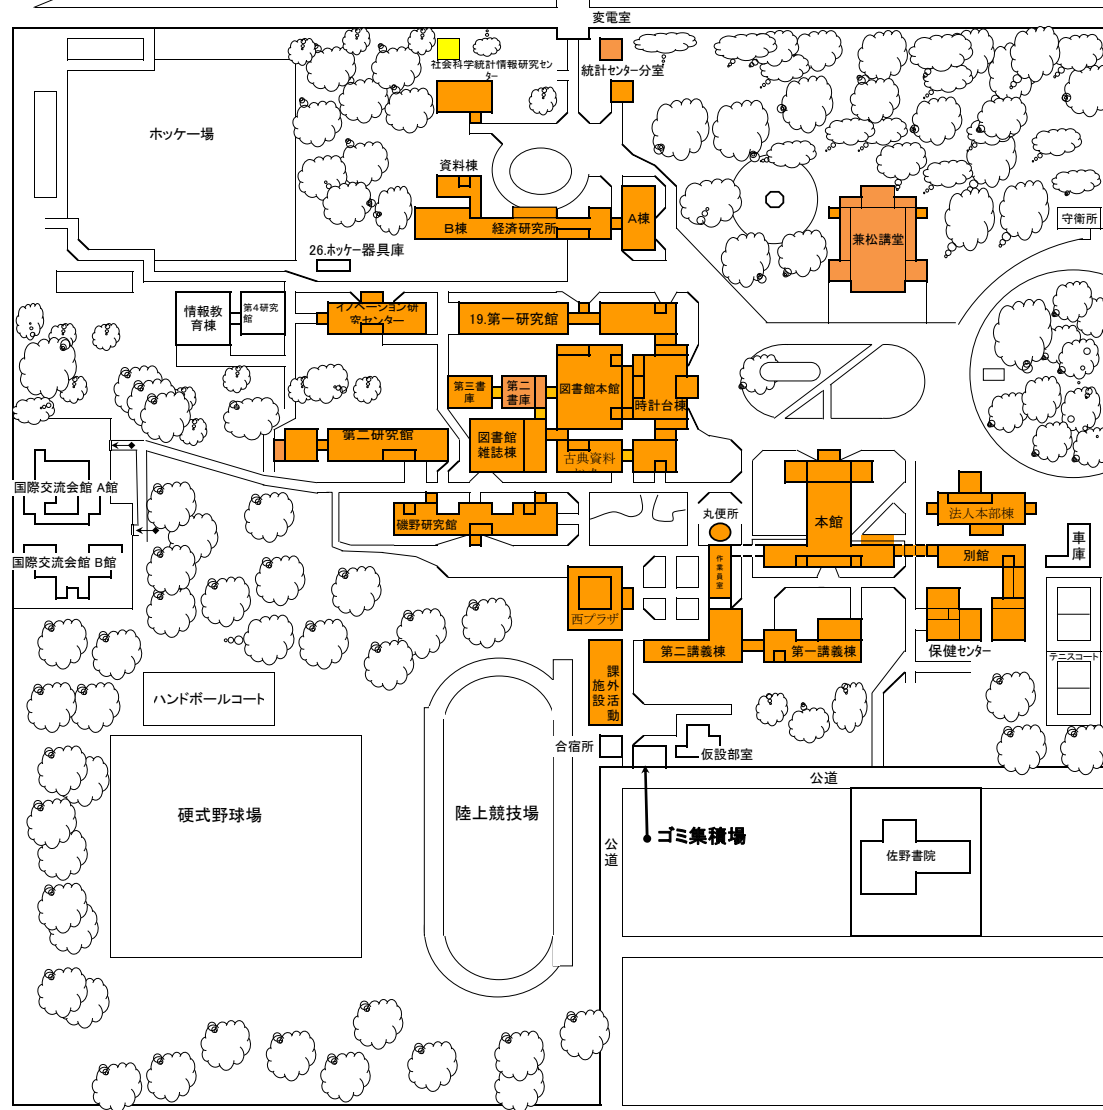 変電室
社会科学統計情報研究セン
ター
統計センター分室
ホッケー場
資料棟
A棟
B棟
経済研究所
兼松講堂
守衛所
26.ホッケー器具庫
情報教
育棟
第4研究
館
イノベーション研
究センター
19.第一研究館
第三書
庫
第二
書庫
図書館本館
時計台棟
第二研究館
図書館
雑誌棟
古典資料
国際交流会館 A館
磯野研究館
丸便所
本館
法人本部棟
車
庫
国際交流会館 B館
別館
作
業
員
室
西プラザ
第二講義棟
第一講義棟
保健センター
テニスコート
ハンドボールコート
課
外
活
動
施
設
合宿所
仮設部室
公道
硬式野球場
陸上競技場
ゴミ集積場
公
道
佐野書院